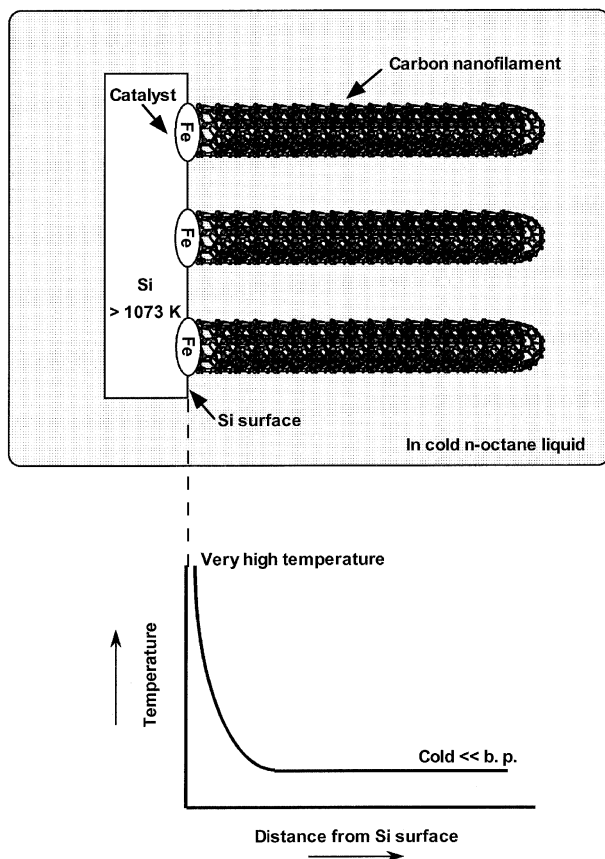 Carbon nanofilament
Catalyst
Fe
Fe
Si
> 1073 K
Fe
Si surface
In cold n-octane liquid
Very high temperature
Temperature
Cold << b. p.
Distance from Si surface